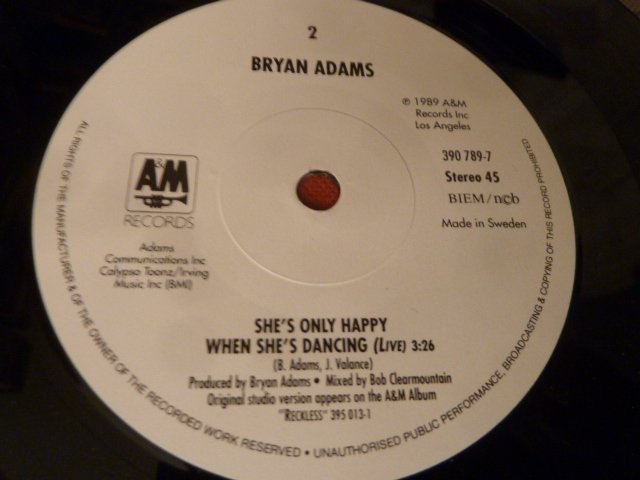 2
BRYAN ADAMS
℗ 1989 A&M
Records Inc
Los Angeles
390 789-7
Stereo 45
BIEM/ncb
Made in Sweden
A&M
RECORDS
Adams
Communications Inc
Calypso Toonz/Irving
Music Inc (BMI)
SHE'S ONLY HAPPY
WHEN SHE'S DANCING (LIVE) 3:26
(B. Adams, J. Valance)
Produced by Bryan Adams • Mixed by Bob Clearmountain
Original studio version appears on the A&M Album
"RECKLESS" 395 013-1
ALL RIGHTS OF THE MANUFACTURER & OF THE OWNER OF THE RECORDED WORK RESERVED • UNAUTHORISED PUBLIC PERFORMANCE, BROADCASTING & COPYING OF THIS RECORD PROHIBITED